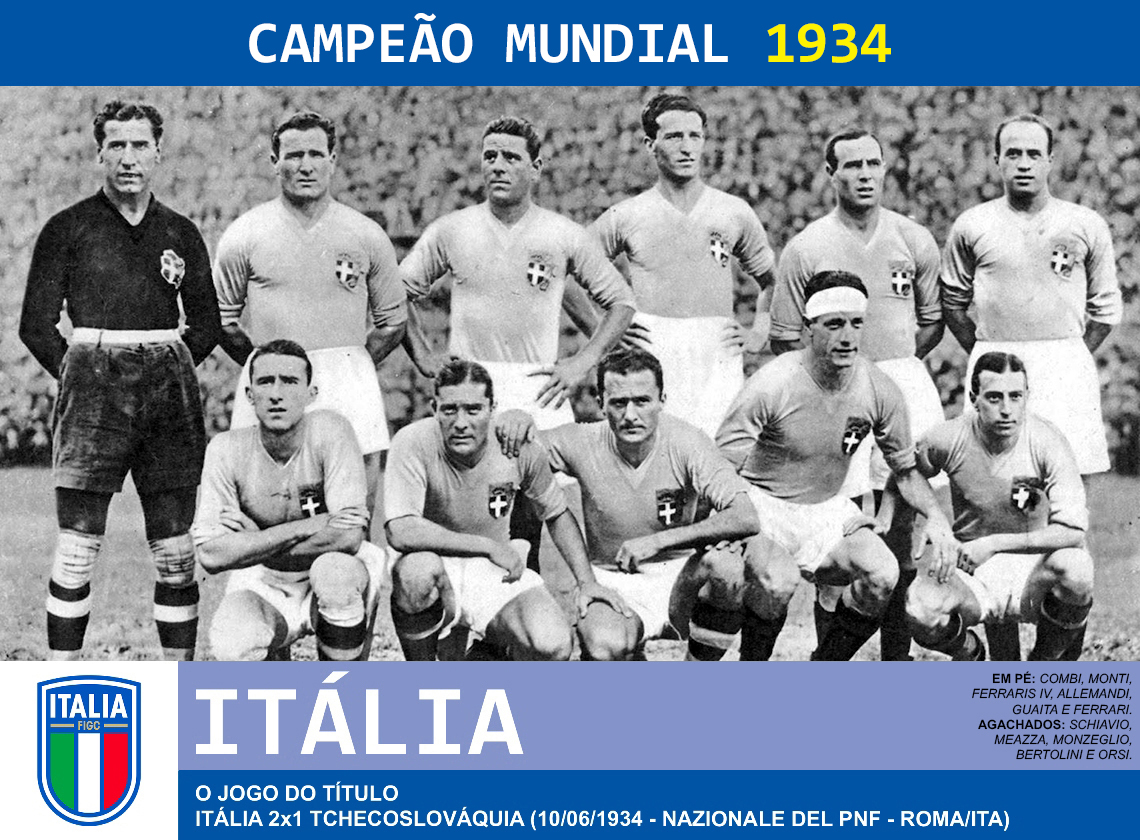 CAMPEÃO MUNDIAL 1934
ITALIA
FIGC
ITÁLIA
EM PÉ: COMBI, MONTI,
FERRARIS IV, ALLEMANDI,
GUAITA E FERRARI.
AGACHADOS: SCHIAVIO,
MEAZZA, MONZEGLIO,
BERTOLINI E ORSI.
O JOGO DO TÍTULO
ITÁLIA 2x1 TCHECOSLOVÁQUIA (10/06/1934 - NAZIONALE DEL PNF - ROMA/ITA)